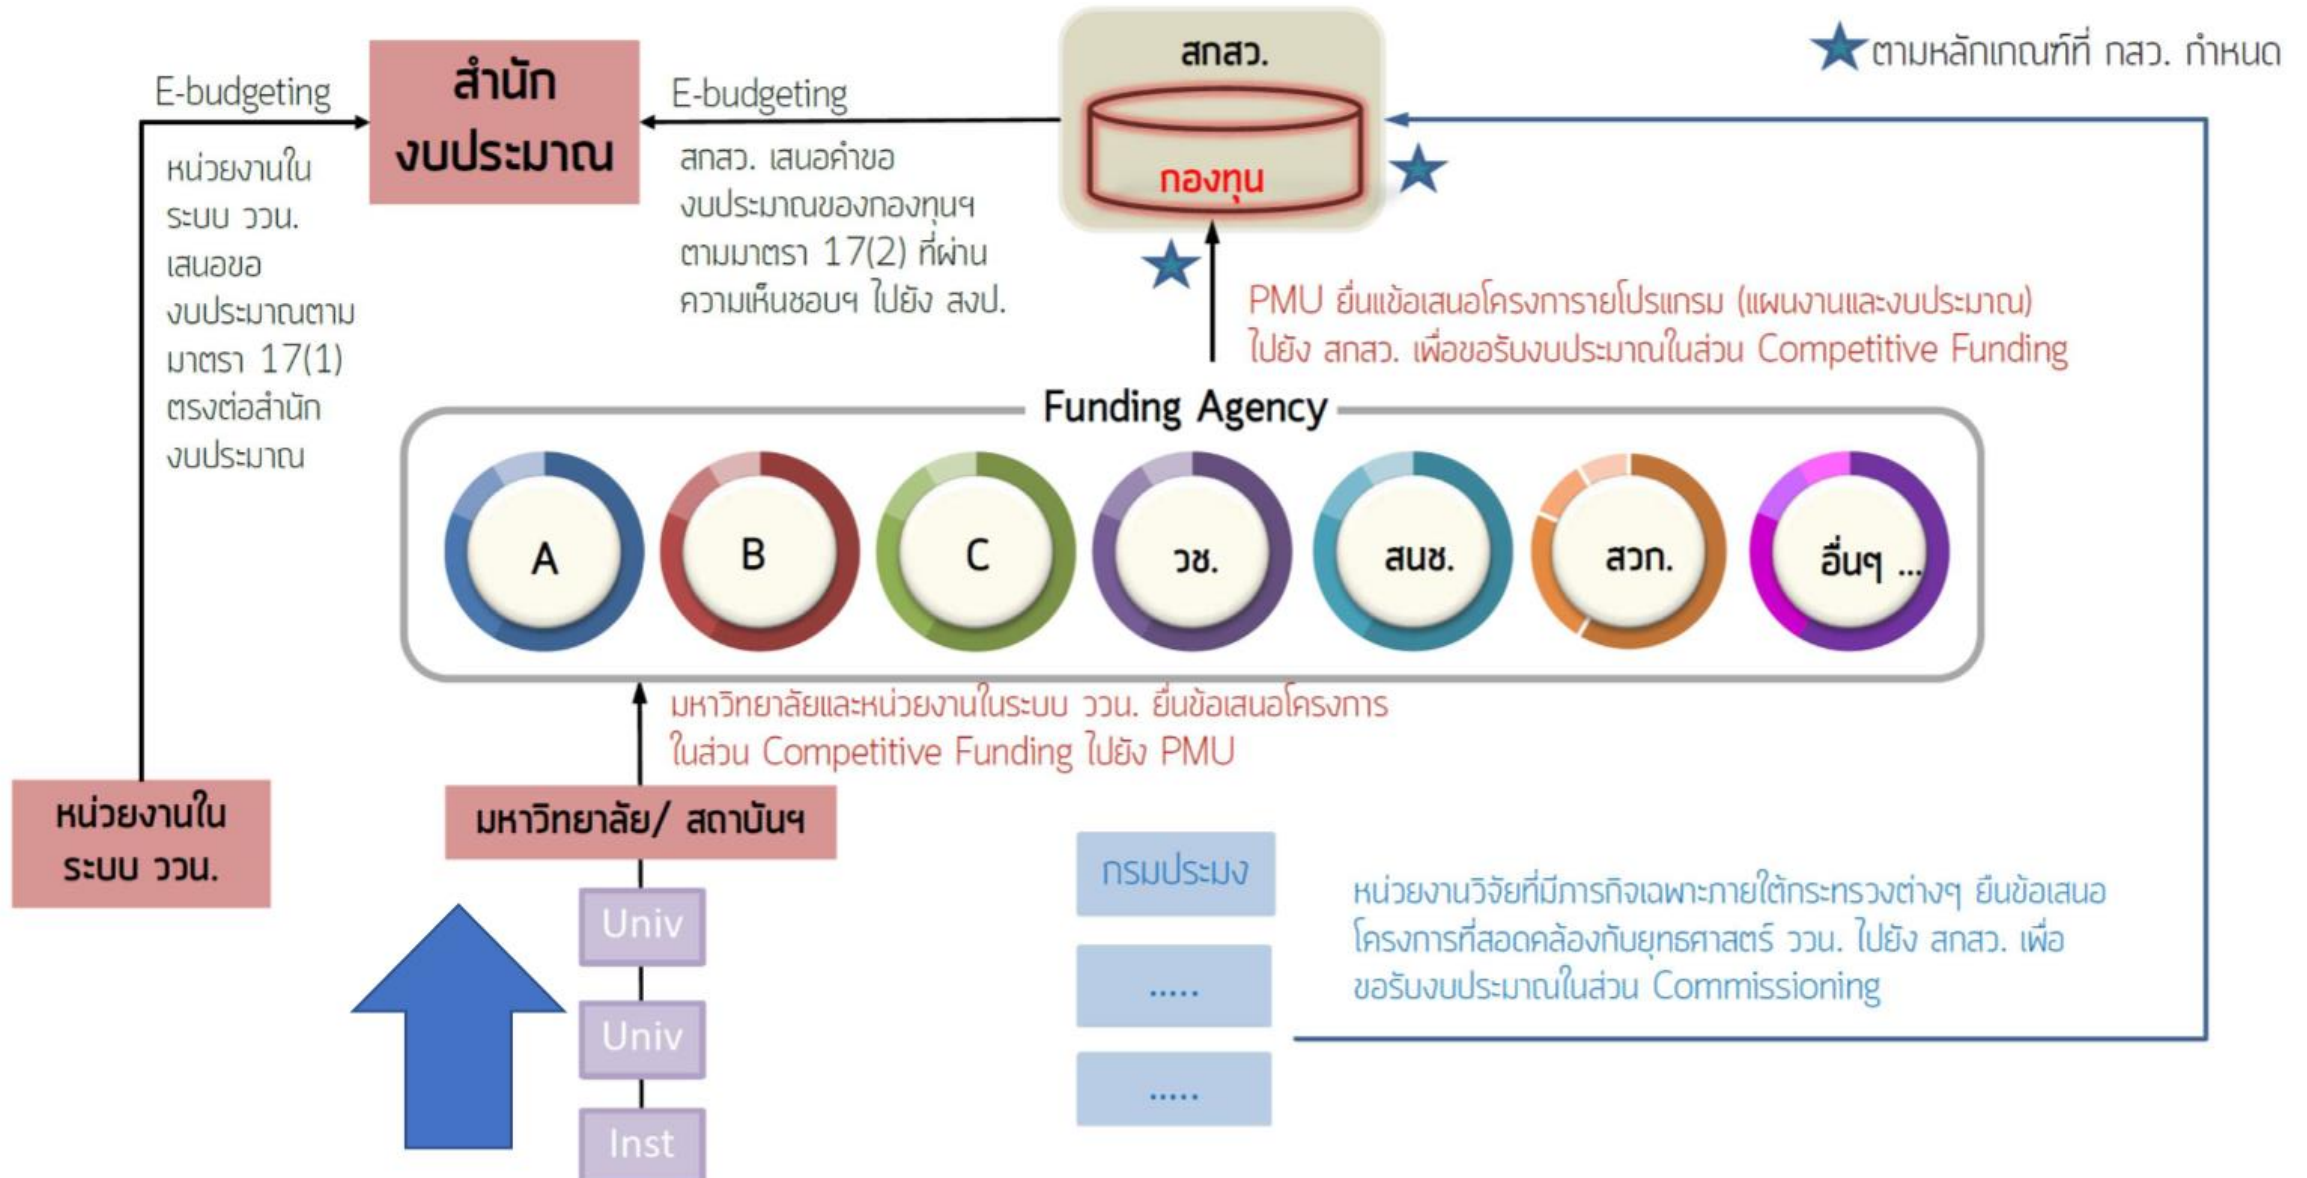 สกสว.
กองทุน
★ตามหลักเกณฑ์ที่ กสว. กำหนด
E-budgeting
สำนัก
งบประมาณ
E-budgeting
หน่วยงานใน
ระบบ ววน.
เสนอขอ
งบประมาณตาม
มาตรา 17(1)
ตรงต่อสำนัก
งบประมาณ
สกสว. เสนอคำขอ
งบประมาณของกองทุนฯ
ตามมาตรา 17(2) ที่ผ่าน
ความเห็นชอบฯ ไปยัง สงป.
PMU ยื่นแข้อเสนอโครงการายโปรแกรม (แผนงานและงบประมาณ)
ไปยัง สกสว. เพื่อขอรับงบประมาณในส่วน Competitive Funding
Funding Agency
A
B
C
วช.
สนช.
สวก.
อื่นๆ ...
มหาวิทยาลัยและหน่วยงานในระบบ ววน. ยื่นข้อเสนอโครงการ
ในส่วน Competitive Funding ไปยัง PMU
หน่วยงานใน
ระบบ ววน.
มหาวิทยาลัย/ สถาบันฯ
Univ
Univ
Inst
กรมประมง
.....
.....
หน่วยงานวิจัยที่มีภารกิจเฉพาะภายใต้กระทรวงต่างๆ ยืนข้อเสนอ
โครงการที่สอดคล้องกับยุทธศาสตร์ ววน. ไปยัง สกสว. เพื่อ
ขอรับงบประมาณในส่วน Commissioning